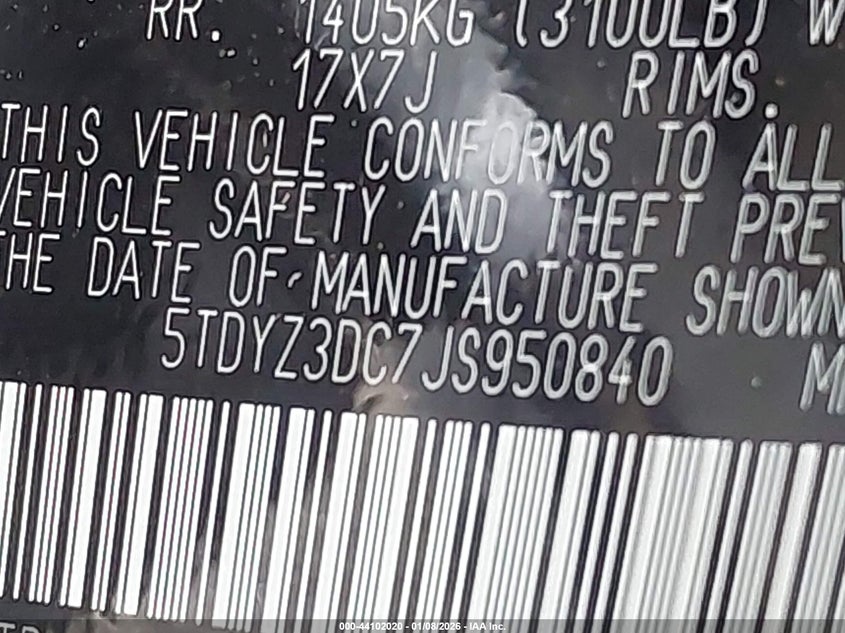 RR. 1405KG (3100LB) W
17X7J RIMS.
THIS VEHICLE CONFORMS TO ALL
VEHICLE SAFETY AND THEFT PREV
THE DATE OF MANUFACTURE SHOWN
5TDYZ3DC7JS950840 M
000-44102020 - 01/08/2026 - IAA Inc.